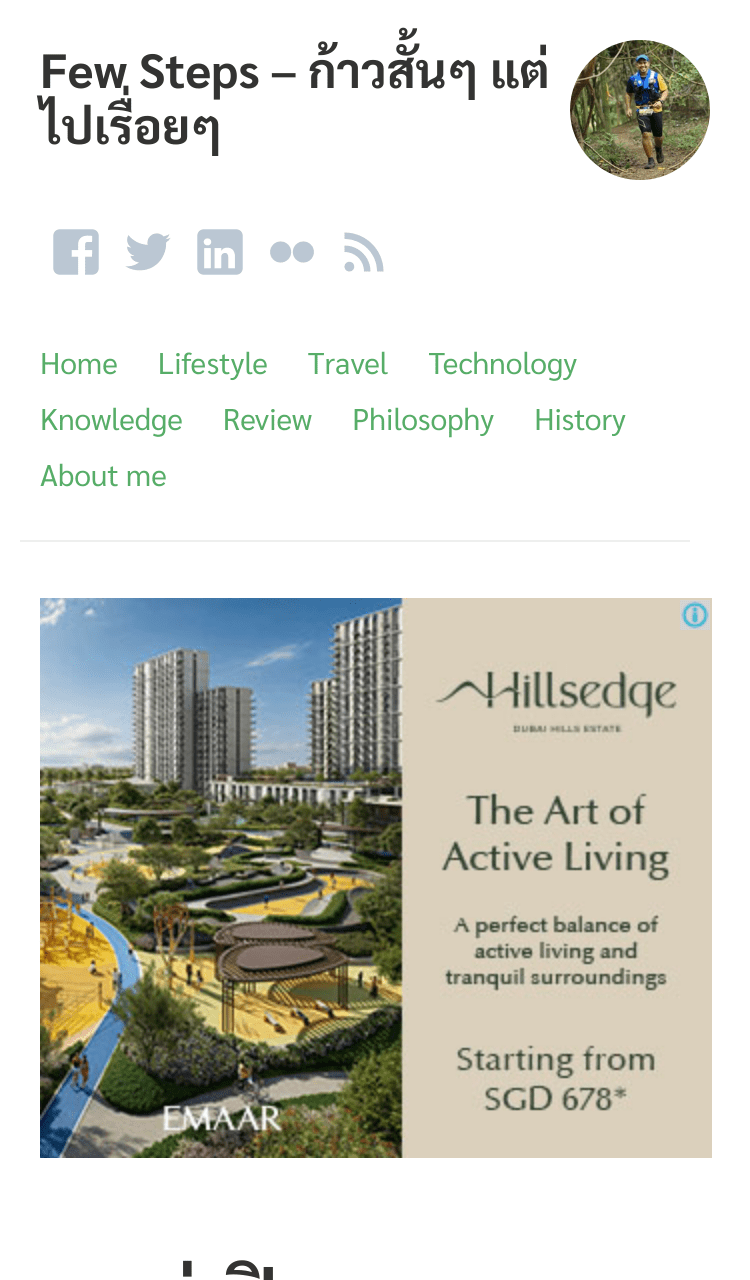 Few Steps – ก้าวสั้นๆ แต่
ไปเรื่อยๆ
Home Lifestyle Travel Technology
Knowledge Review Philosophy History
About me
Hillsedge
DUBAI HILLS ESTATE
The Art of
Active Living
A perfect balance of
active living and
tranquil surroundings
Starting from
SGD 678*
EMAAR